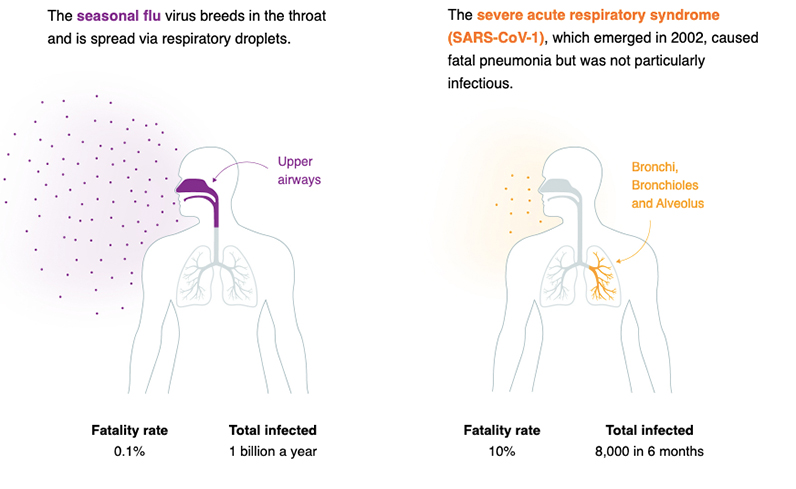 The seasonal flu virus breeds in the throat
and is spread via respiratory droplets.
Upper
airways
Fatality rate
0.1%
Total infected
1 billion a year
The severe acute respiratory syndrome
(SARS-CoV-1), which emerged in 2002, caused
fatal pneumonia but was not particularly
infectious.
Bronchi,
Bronchioles
and Alveolus
Fatality rate
10%
Total infected
8,000 in 6 months